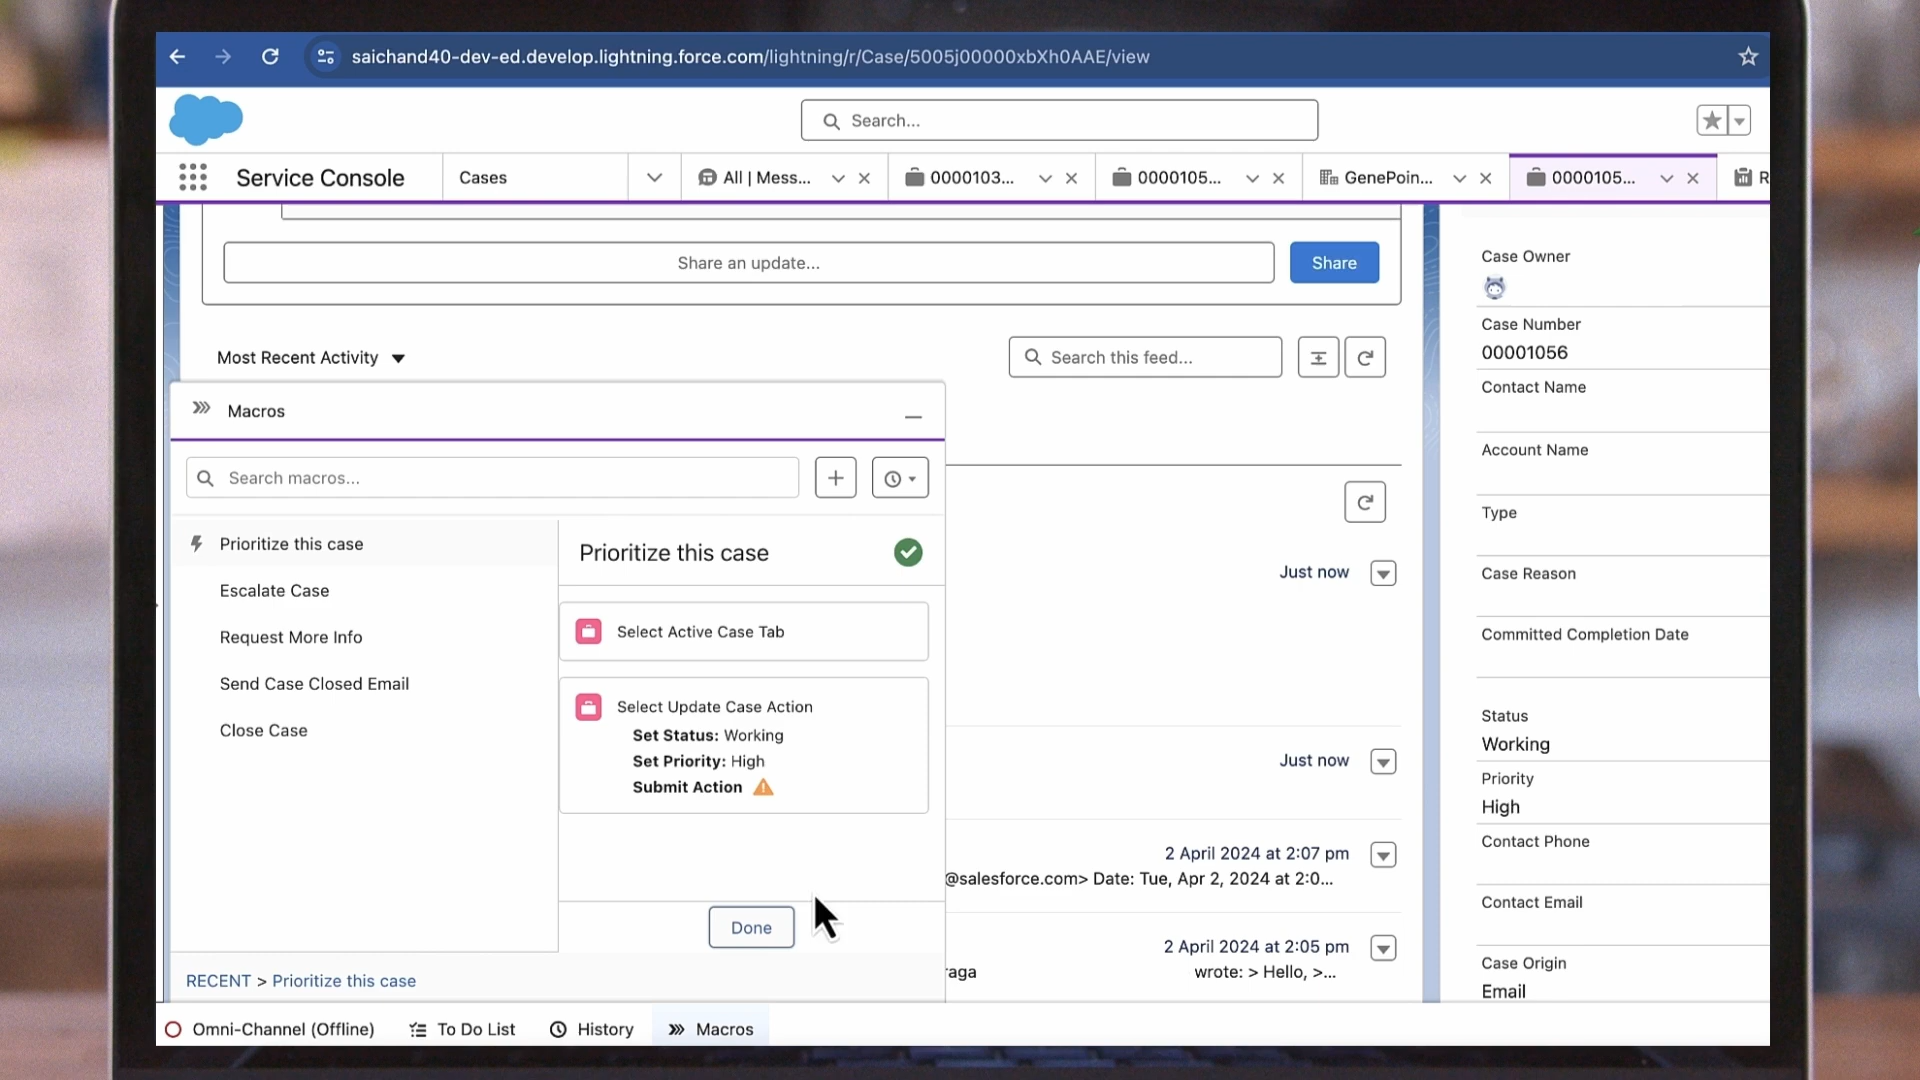 saichand40-dev-ed.develop.lightning.force.com/lightning/r/Case/5005j00000xbXh0AAE/view
Search...
Service Console
Cases
All | Mess...
0000103...
0000105...
GenePoin...
0000105...
R
Share an update...
Share
Most Recent Activity
Search this feed...
Macros
Search macros...
Prioritize this case
Escalate Case
Request More Info
Send Case Closed Email
Close Case
Prioritize this case
Select Active Case Tab
Select Update Case Action
Set Status: Working
Set Priority: High
Submit Action
Done
RECENT > Prioritize this case
Just now
Just now
2 April 2024 at 2:07 pm
@salesforce.com> Date: Tue, Apr 2, 2024 at 2:0...
2 April 2024 at 2:05 pm
raga wrote: > Hello, >...
Case Owner
Case Number
00001056
Contact Name
Account Name
Type
Case Reason
Committed Completion Date
Status
Working
Priority
High
Contact Phone
Contact Email
Case Origin
Email
Omni-Channel (Offline)
To Do List
History
Macros